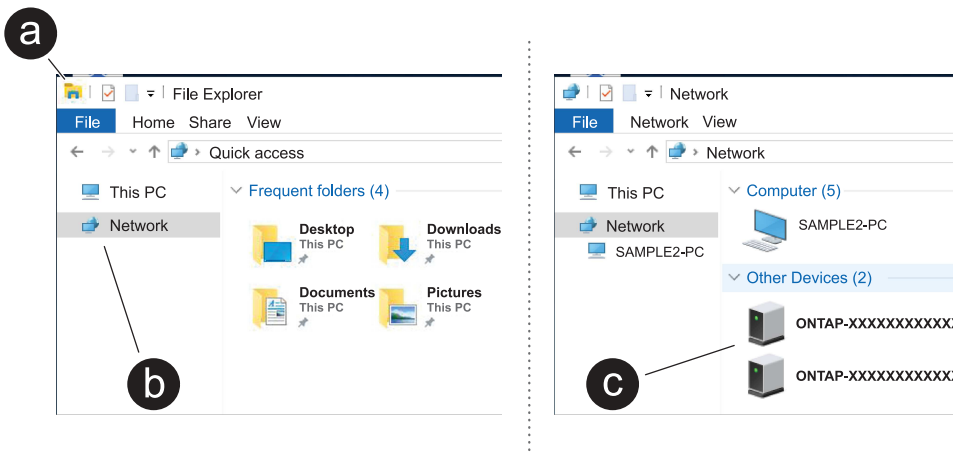 a
File Explorer
File Home Share View
Quick access
This PC
Network
Frequent folders (4)
Desktop
This PC
Downloads
This PC
Documents
This PC
Pictures
This PC
b
Network
File Network View
Network
This PC
Network
SAMPLE2-PC
Computer (5)
SAMPLE2-PC
Other Devices (2)
ONTAP-XXXXXXXXXXX
ONTAP-XXXXXXXXXXX
c